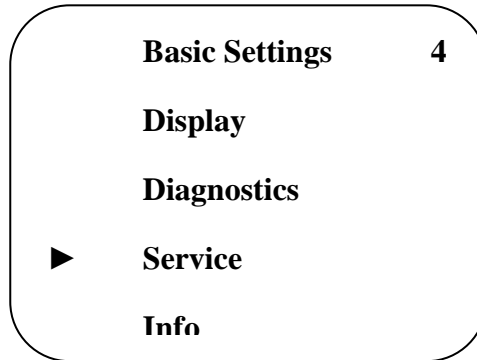 Basic Settings 4
Display
Diagnostics
► Service
Info